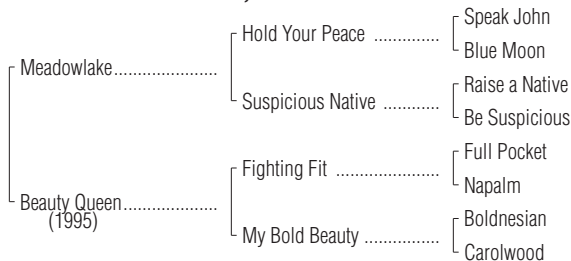 Speak John
Hold Your Peace ..............
Blue Moon
Meadowlake.....................
Raise a Native
Suspicious Native ............
Be Suspicious
Full Pocket
Fighting Fit ...................
Napalm
Beauty Queen...................
(1995)
Boldnesian
My Bold Beauty ..............
Carolwood